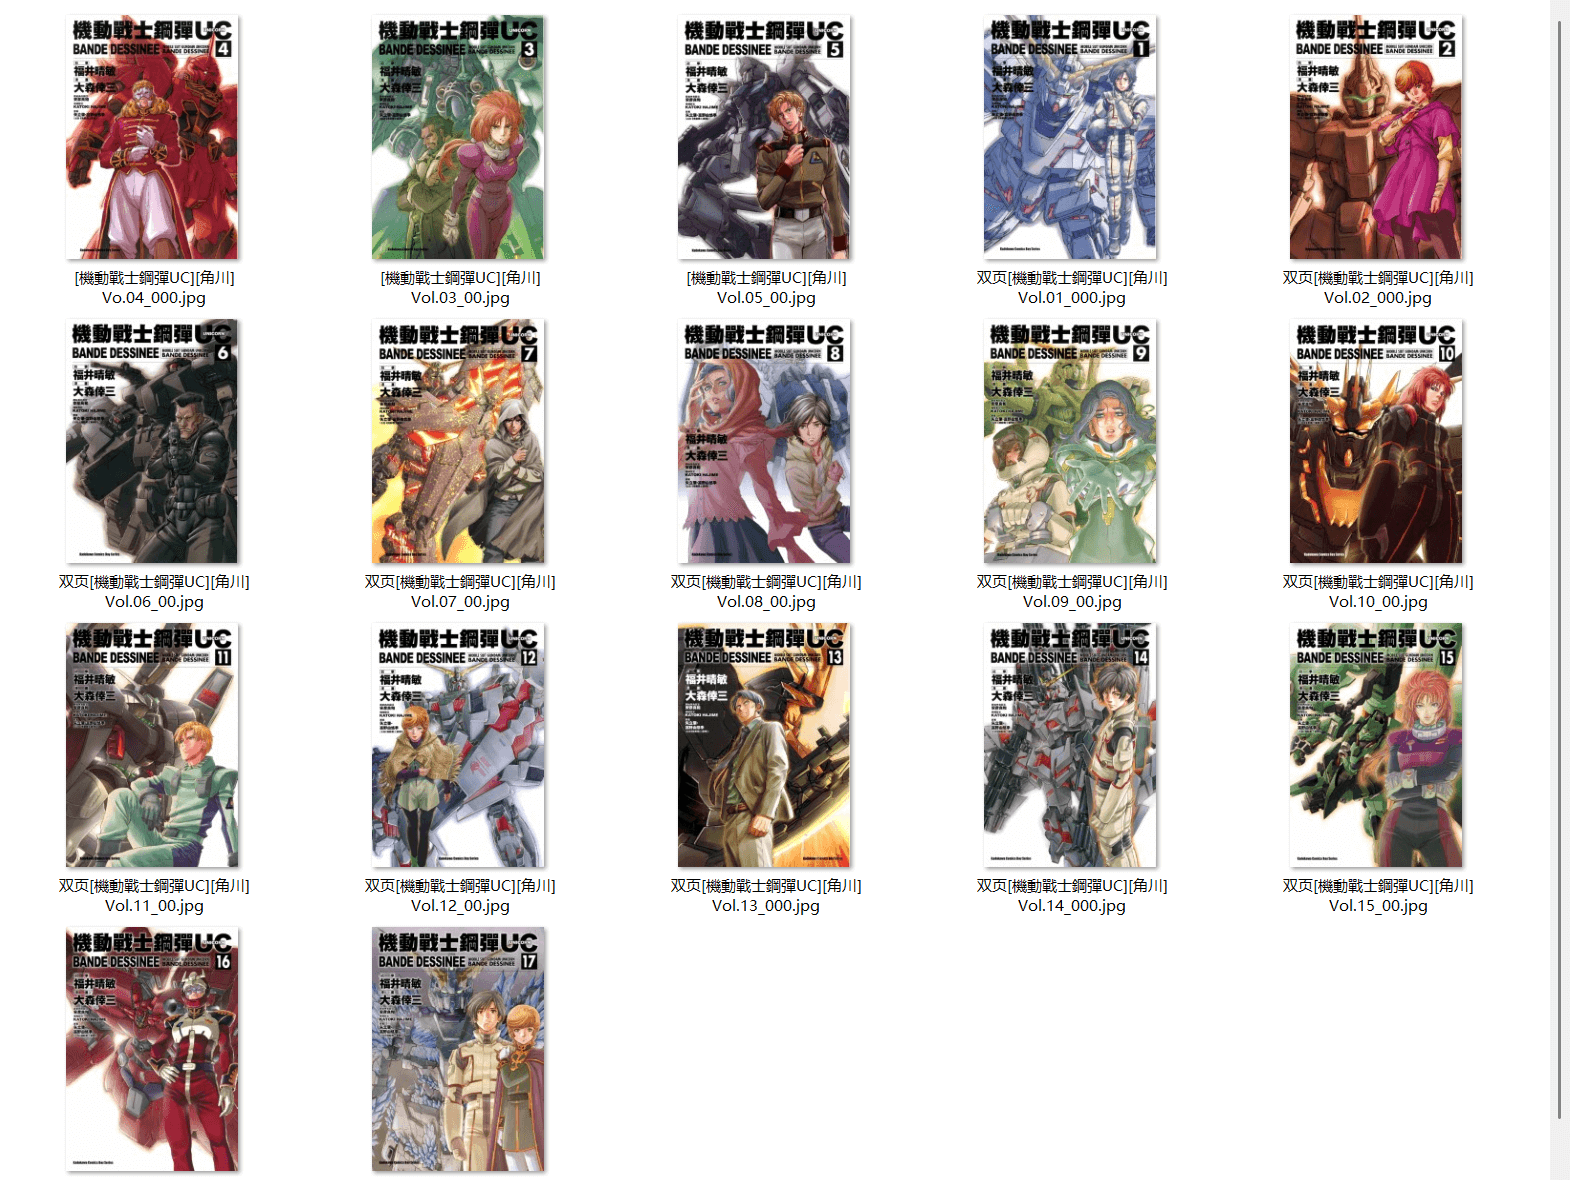 機動戰士鋼彈UC
BANDE DESSINEE
4
福井晴敏
大森倖三
[機動戰士鋼彈UC][角川]
Vo.04_000.jpg
機動戰士鋼彈UC
BANDE DESSINEE
3
福井晴敏
大森倖三
[機動戰士鋼彈UC][角川]
Vol.03_00.jpg
機動戰士鋼彈UC
BANDE DESSINEE
5
福井晴敏
大森倖三
[機動戰士鋼彈UC][角川]
Vol.05_00.jpg
機動戰士鋼彈UC
BANDE DESSINEE
1
福井晴敏
大森倖三
双页[機動戰士鋼彈UC][角川]
Vol.01_000.jpg
機動戰士鋼彈UC
BANDE DESSINEE
2
福井晴敏
大森倖三
双页[機動戰士鋼彈UC][角川]
Vol.02_000.jpg
機動戰士鋼彈UC
BANDE DESSINEE
6
福井晴敏
大森倖三
双页[機動戰士鋼彈UC][角川]
Vol.06_00.jpg
機動戰士鋼彈UC
BANDE DESSINEE
7
福井晴敏
大森倖三
双页[機動戰士鋼彈UC][角川]
Vol.07_00.jpg
機動戰士鋼彈UC
BANDE DESSINEE
8
福井晴敏
大森倖三
双页[機動戰士鋼彈UC][角川]
Vol.08_00.jpg
機動戰士鋼彈UC
BANDE DESSINEE
9
福井晴敏
大森倖三
双页[機動戰士鋼彈UC][角川]
Vol.09_00.jpg
機動戰士鋼彈UC
BANDE DESSINEE
10
福井晴敏
大森倖三
双页[機動戰士鋼彈UC][角川]
Vol.10_00.jpg
機動戰士鋼彈UC
BANDE DESSINEE
11
福井晴敏
大森倖三
双页[機動戰士鋼彈UC][角川]
Vol.11_00.jpg
機動戰士鋼彈UC
BANDE DESSINEE
12
福井晴敏
大森倖三
双页[機動戰士鋼彈UC][角川]
Vol.12_00.jpg
機動戰士鋼彈UC
BANDE DESSINEE
13
福井晴敏
大森倖三
双页[機動戰士鋼彈UC][角川]
Vol.13_000.jpg
機動戰士鋼彈UC
BANDE DESSINEE
14
福井晴敏
大森倖三
双页[機動戰士鋼彈UC][角川]
Vol.14_000.jpg
機動戰士鋼彈UC
BANDE DESSINEE
15
福井晴敏
大森倖三
双页[機動戰士鋼彈UC][角川]
Vol.15_00.jpg
機動戰士鋼彈UC
BANDE DESSINEE
16
福井晴敏
大森倖三
機動戰士鋼彈UC
BANDE DESSINEE
17
福井晴敏
大森倖三